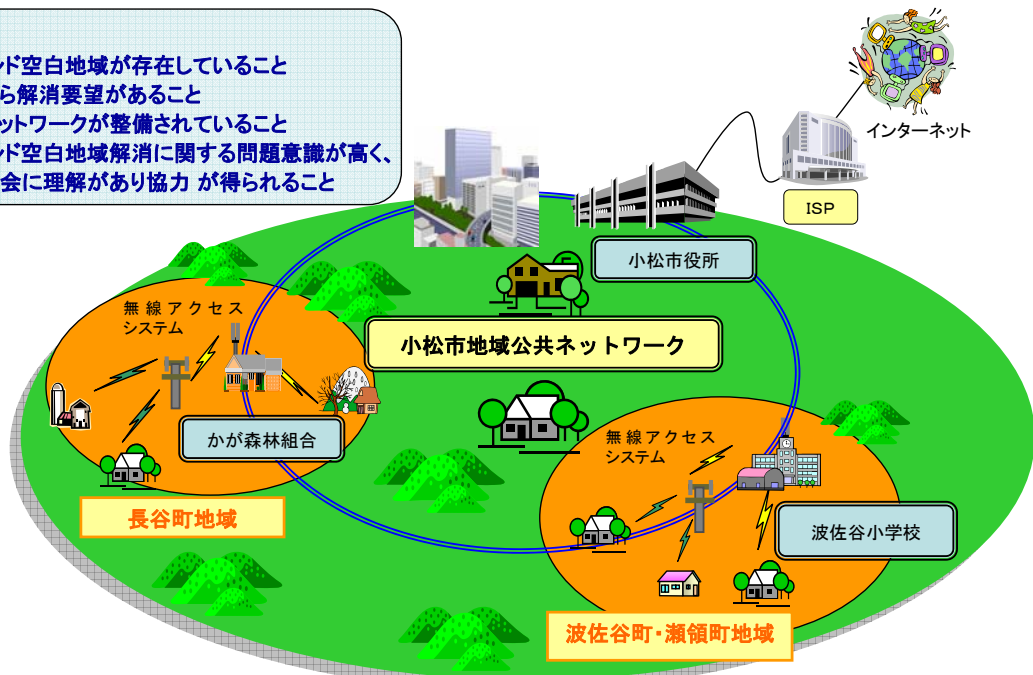 ド空白地域が存在していること
ら解消要望があること
ットワークが整備されていること
ド空白地域解消に関する問題意識が高く、
会に理解があり協力 が得られること
インターネット
ISP
小松市役所
無線アクセス
システム
小松市地域公共ネットワーク
かが森林組合
無線アクセス
システム
長谷町地域
波佐谷小学校
波佐谷町・瀬領町地域